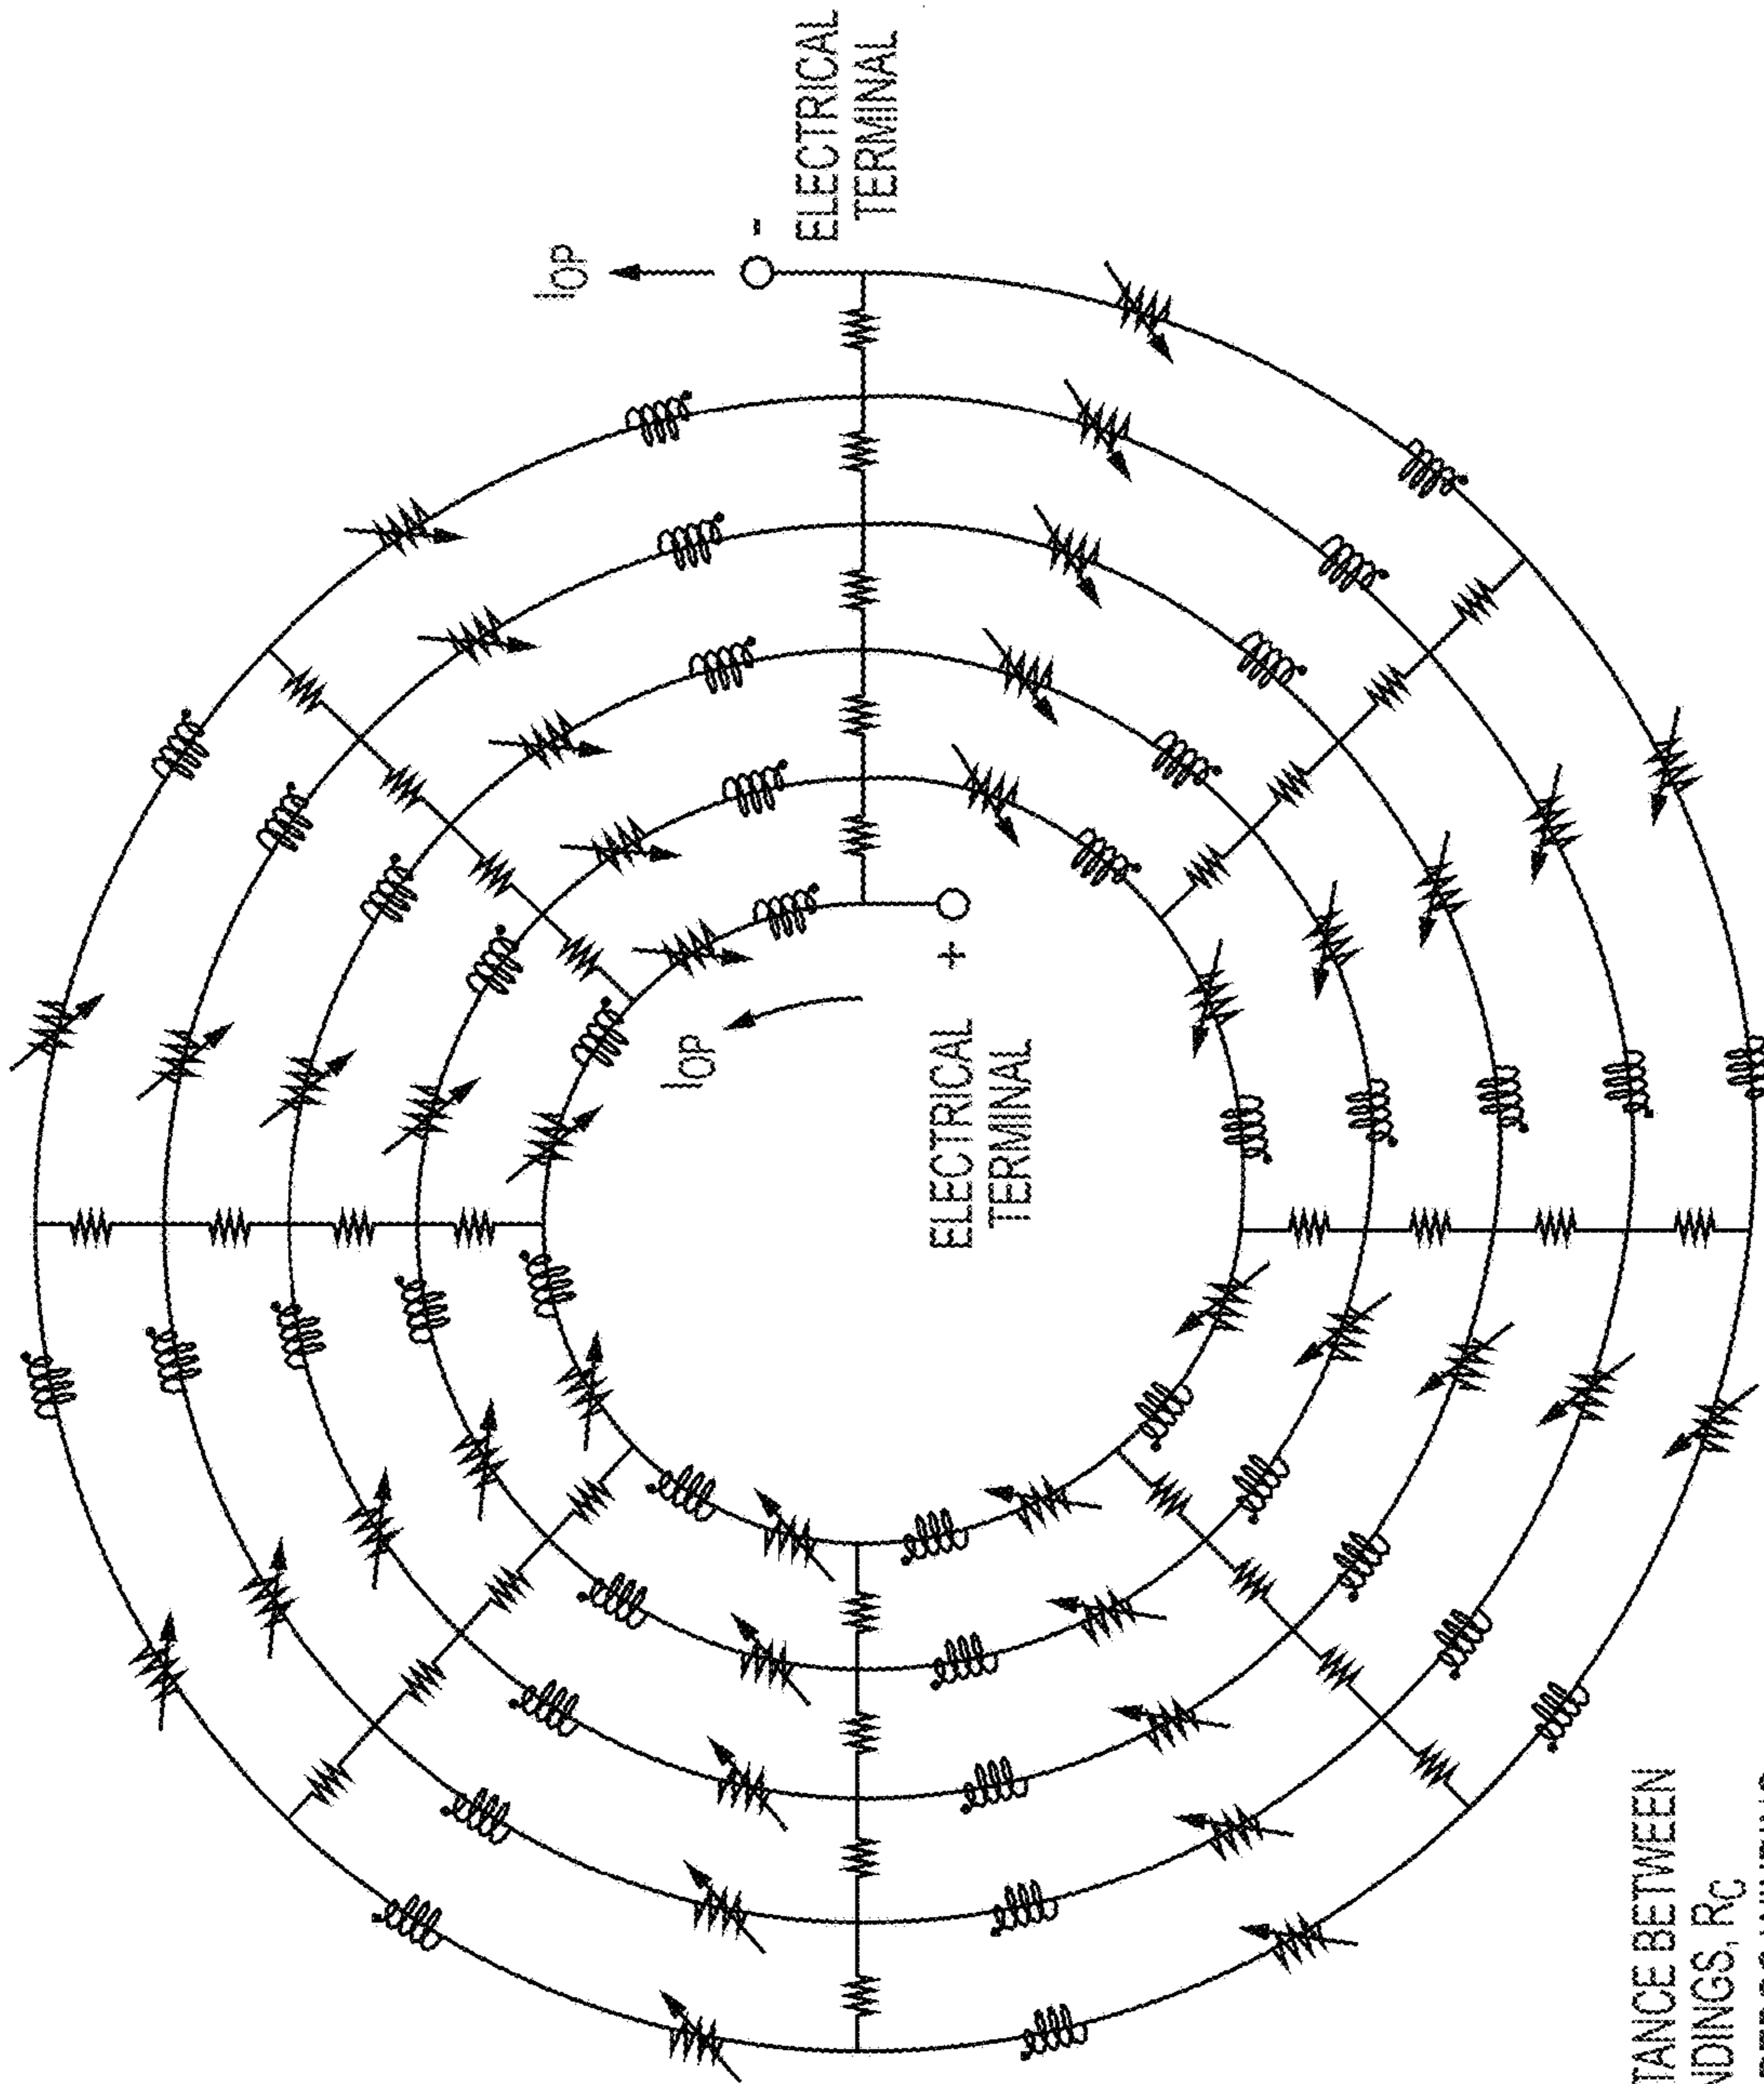 IOP
-
ELECTRICAL
TERMINAL
IOP
+
ELECTRICAL
TERMINAL
TANCE BETWEEN
NDINGS, RC